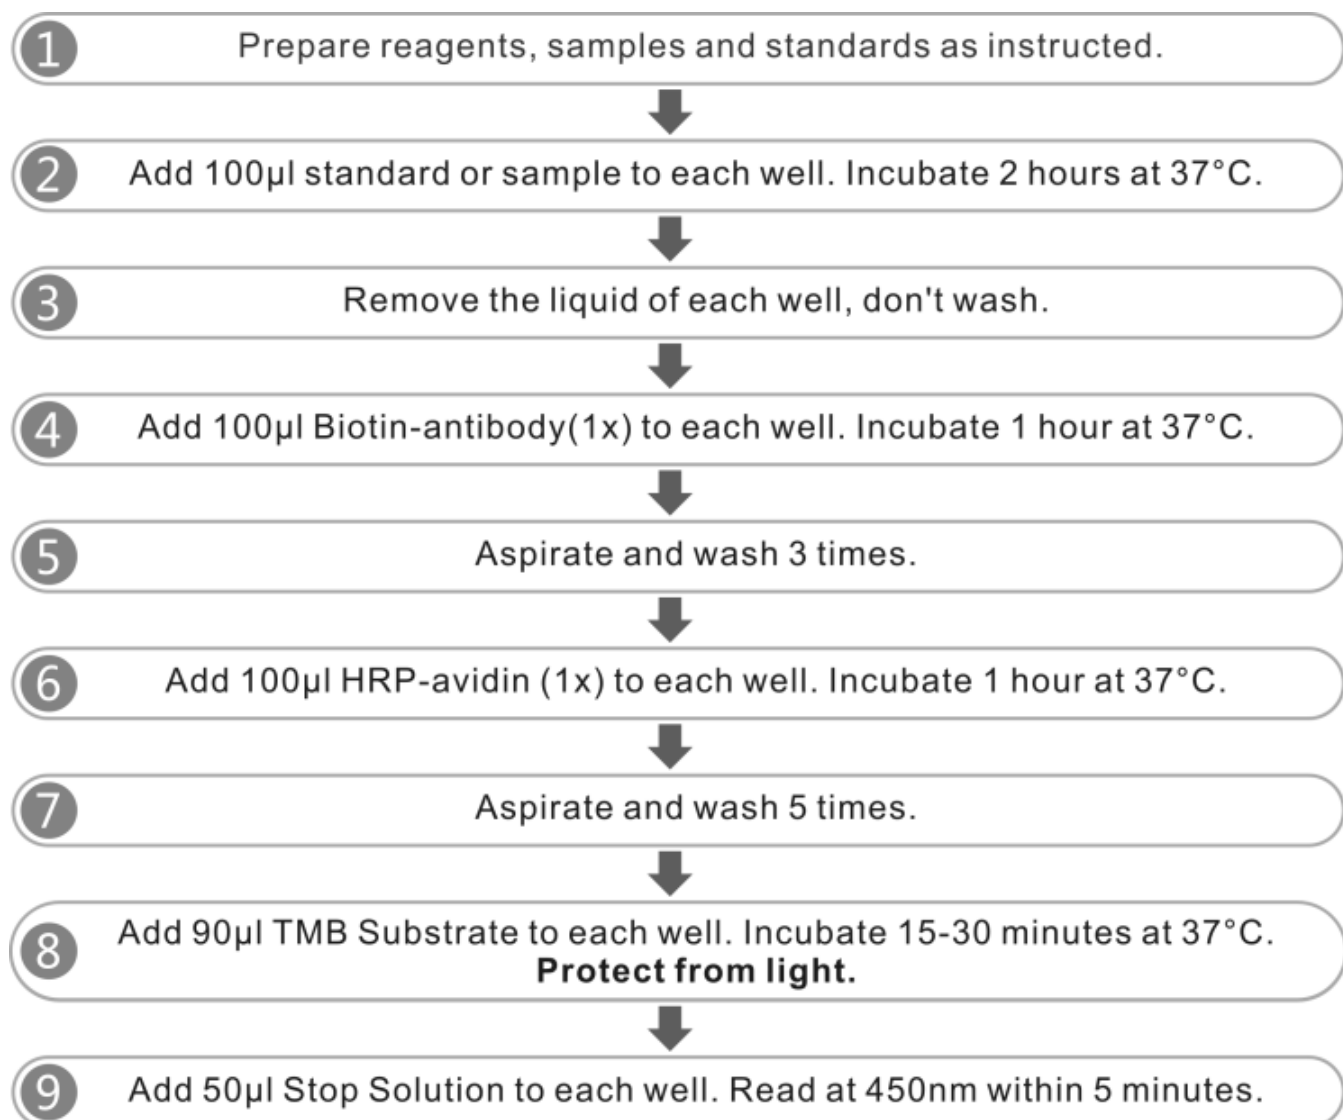 1 Prepare reagents, samples and standards as instructed.
2 Add 100µl standard or sample to each well. Incubate 2 hours at 37°C.
3 Remove the liquid of each well, don't wash.
4 Add 100µl Biotin-antibody(1x) to each well. Incubate 1 hour at 37°C.
5 Aspirate and wash 3 times.
6 Add 100µl HRP-avidin (1x) to each well. Incubate 1 hour at 37°C.
7 Aspirate and wash 5 times.
8 Add 90µl TMB Substrate to each well. Incubate 15-30 minutes at 37°C.
Protect from light.
9 Add 50µl Stop Solution to each well. Read at 450nm within 5 minutes.